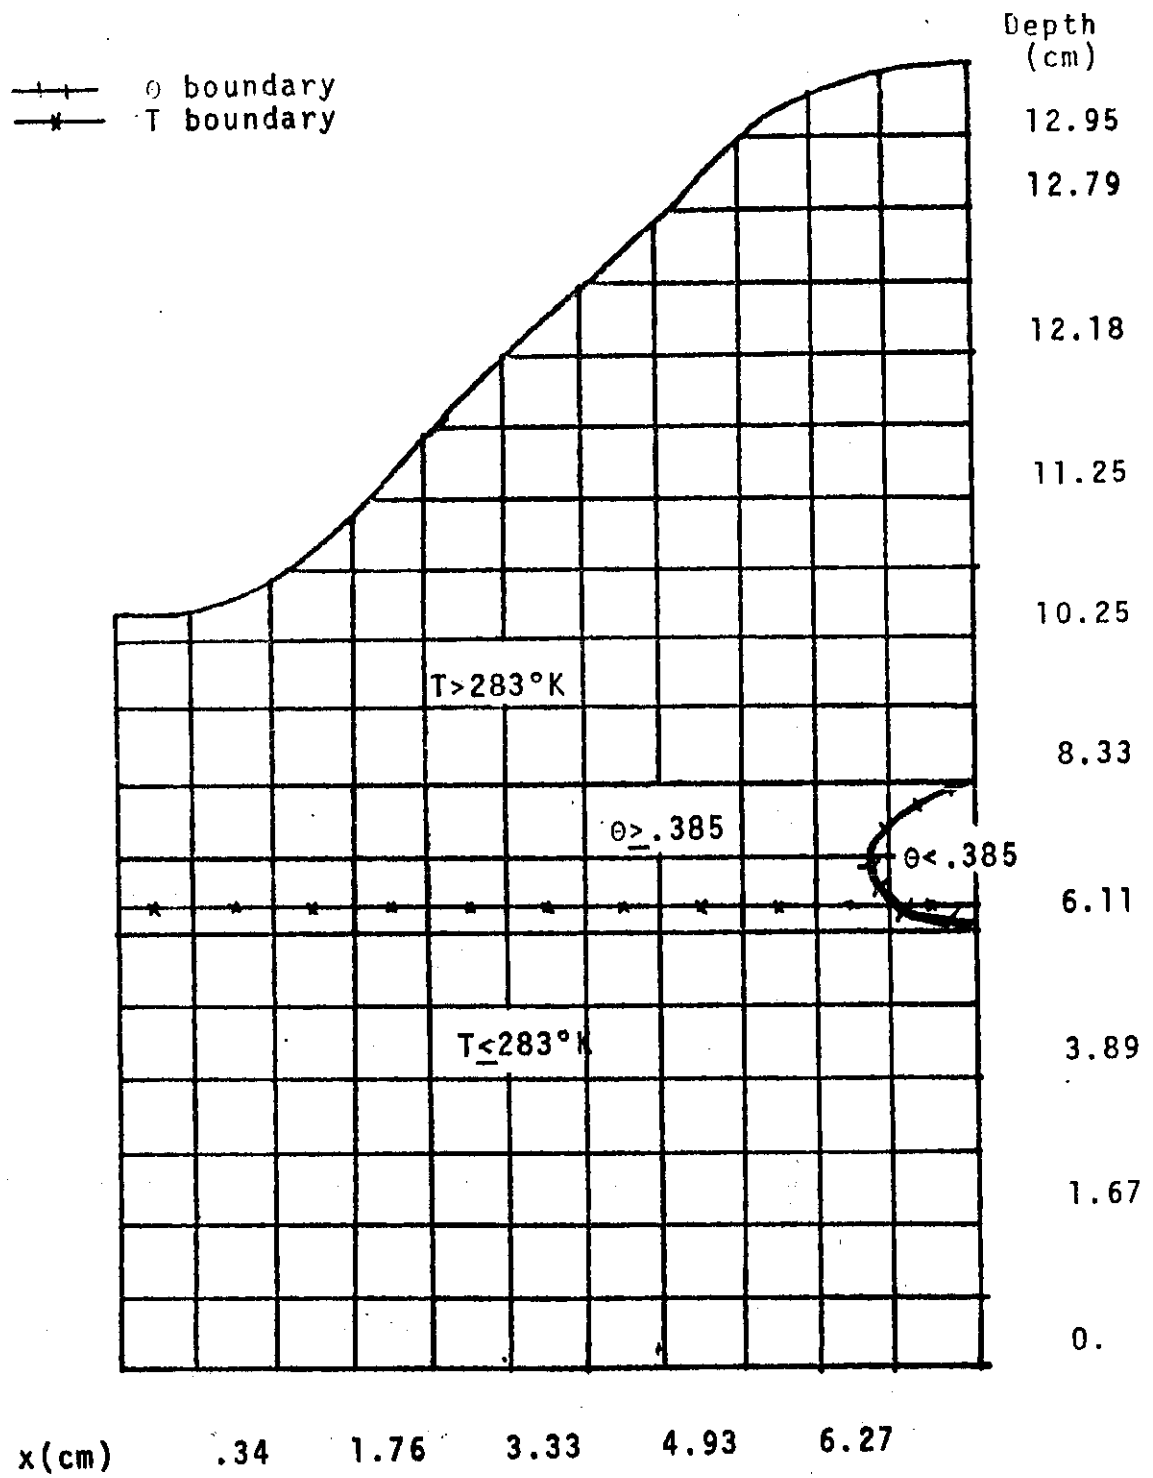 Depth
(cm)
Θ boundary
T boundary
12.95
12.79
12.18
11.25
10.25
T>283°K
8.33
Θ≥.385
Θ<.385
6.11
T≤283°K
3.89
1.67
0.
x(cm) .34 1.76 3.33 4.93 6.27